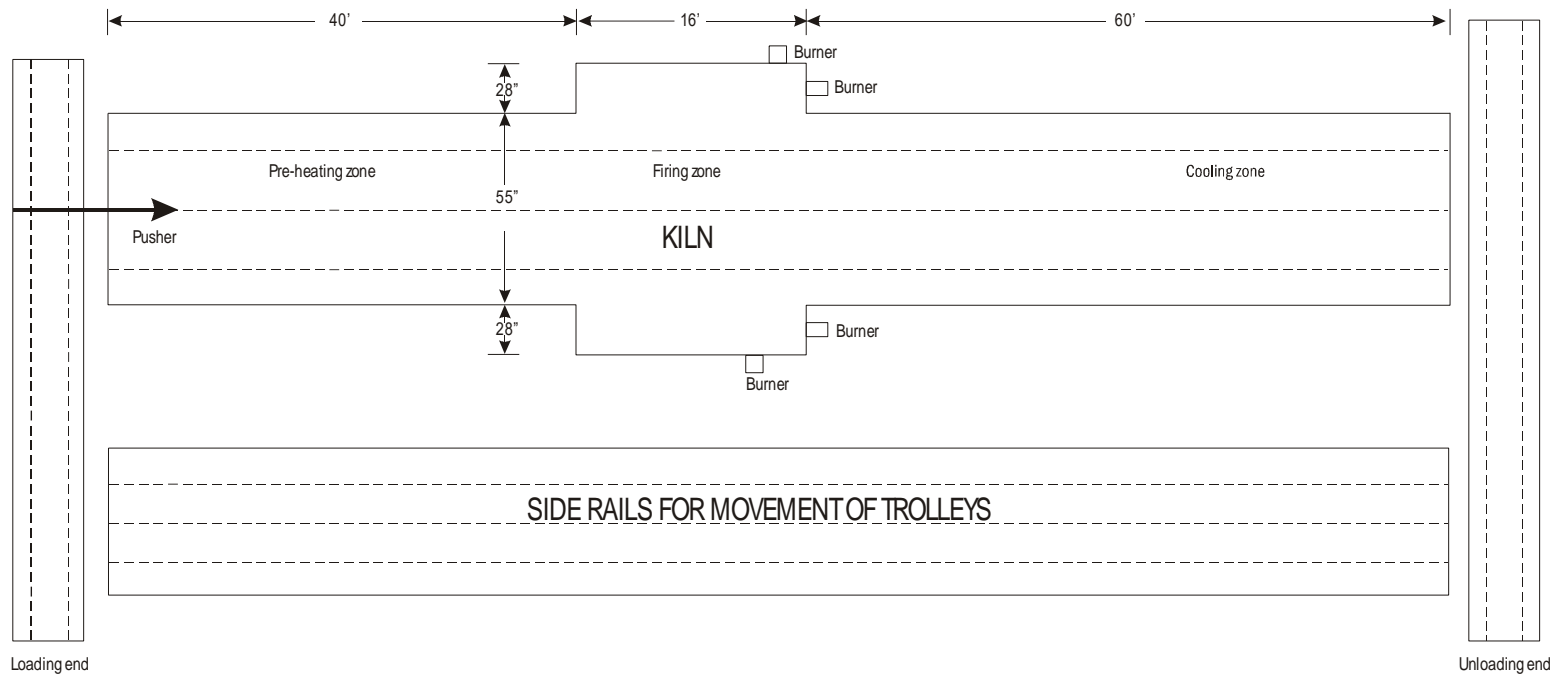 40’
16’
60’
Burner
28”
Burner
Pre-heating zone
Firing zone
Cooling zone
55”
Pusher
KILN
28”
Burner
Burner
SIDE RAILS FOR MOVEMENT OF TROLLEYS
Loading end
Unloading end